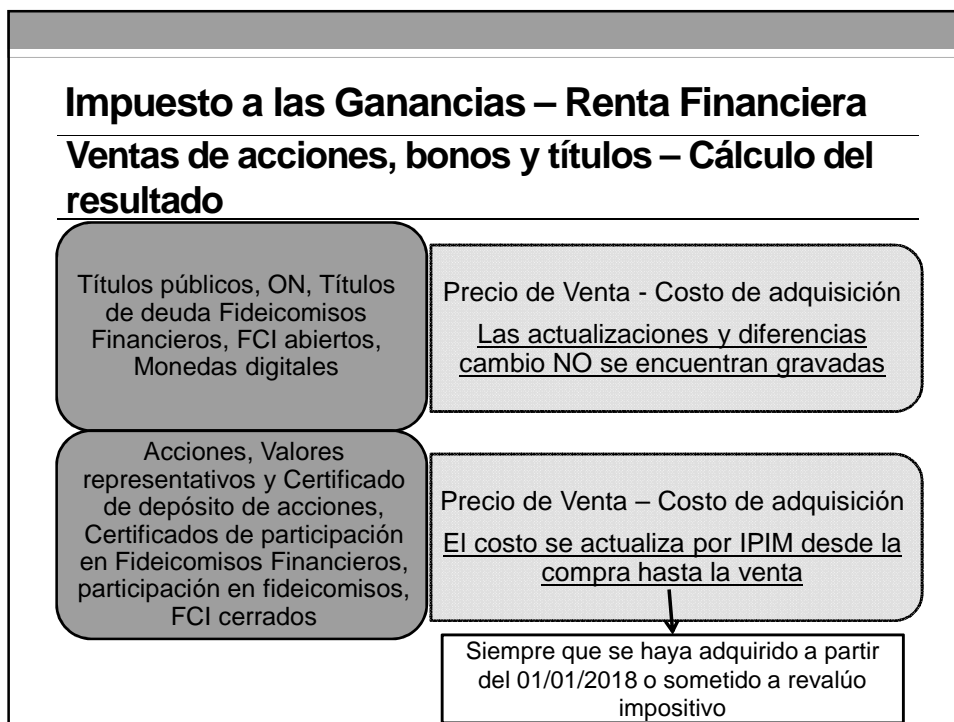 Impuesto a las Ganancias – Renta Financiera
Ventas de acciones, bonos y títulos – Cálculo del
resultado
Títulos públicos, ON, Títulos
de deuda Fideicomisos
Financieros, FCI abiertos,
Monedas digitales
Precio de Venta - Costo de adquisición
Las actualizaciones y diferencias
cambio NO se encuentran gravadas
Acciones, Valores
representativos y Certificado
de depósito de acciones,
Certificados de participación
en Fideicomisos Financieros,
participación en fideicomisos,
FCI cerrados
Precio de Venta – Costo de adquisición
El costo se actualiza por IPIM desde la
compra hasta la venta
Siempre que se haya adquirido a partir
del 01/01/2018 o sometido a revalúo
impositivo